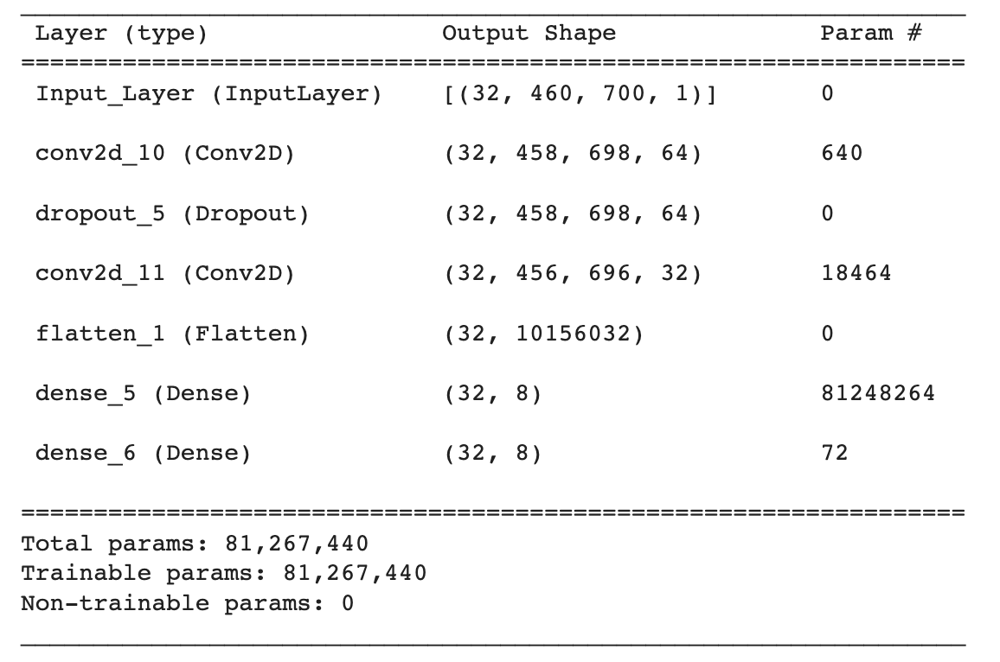 Layer (type) Output Shape Param #
=================================================================
Input_Layer (InputLayer) [(32, 460, 700, 1)] 0
conv2d_10 (Conv2D) (32, 458, 698, 64) 640
dropout_5 (Dropout) (32, 458, 698, 64) 0
conv2d_11 (Conv2D) (32, 456, 696, 32) 18464
flatten_1 (Flatten) (32, 10156032) 0
dense_5 (Dense) (32, 8) 81248264
dense_6 (Dense) (32, 8) 72
=================================================================
Total params: 81,267,440
Trainable params: 81,267,440
Non-trainable params: 0